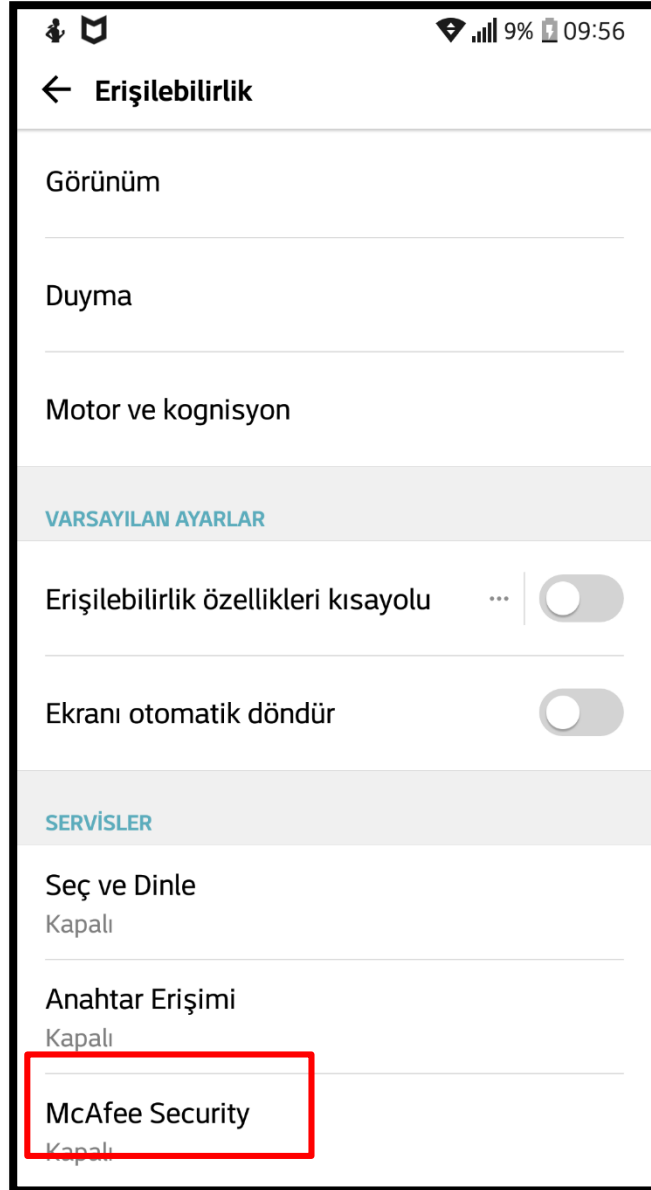 9% 09:56
Erişilebilirlik
Görünüm
Duyma
Motor ve kognisyon
VARSAYILAN AYARLAR
Erişilebilirlik özellikleri kısayolu
Ekranı otomatik döndür
SERVİSLER
Seç ve Dinle
Kapalı
Anahtar Erişimi
Kapalı
McAfee Security
Kapalı